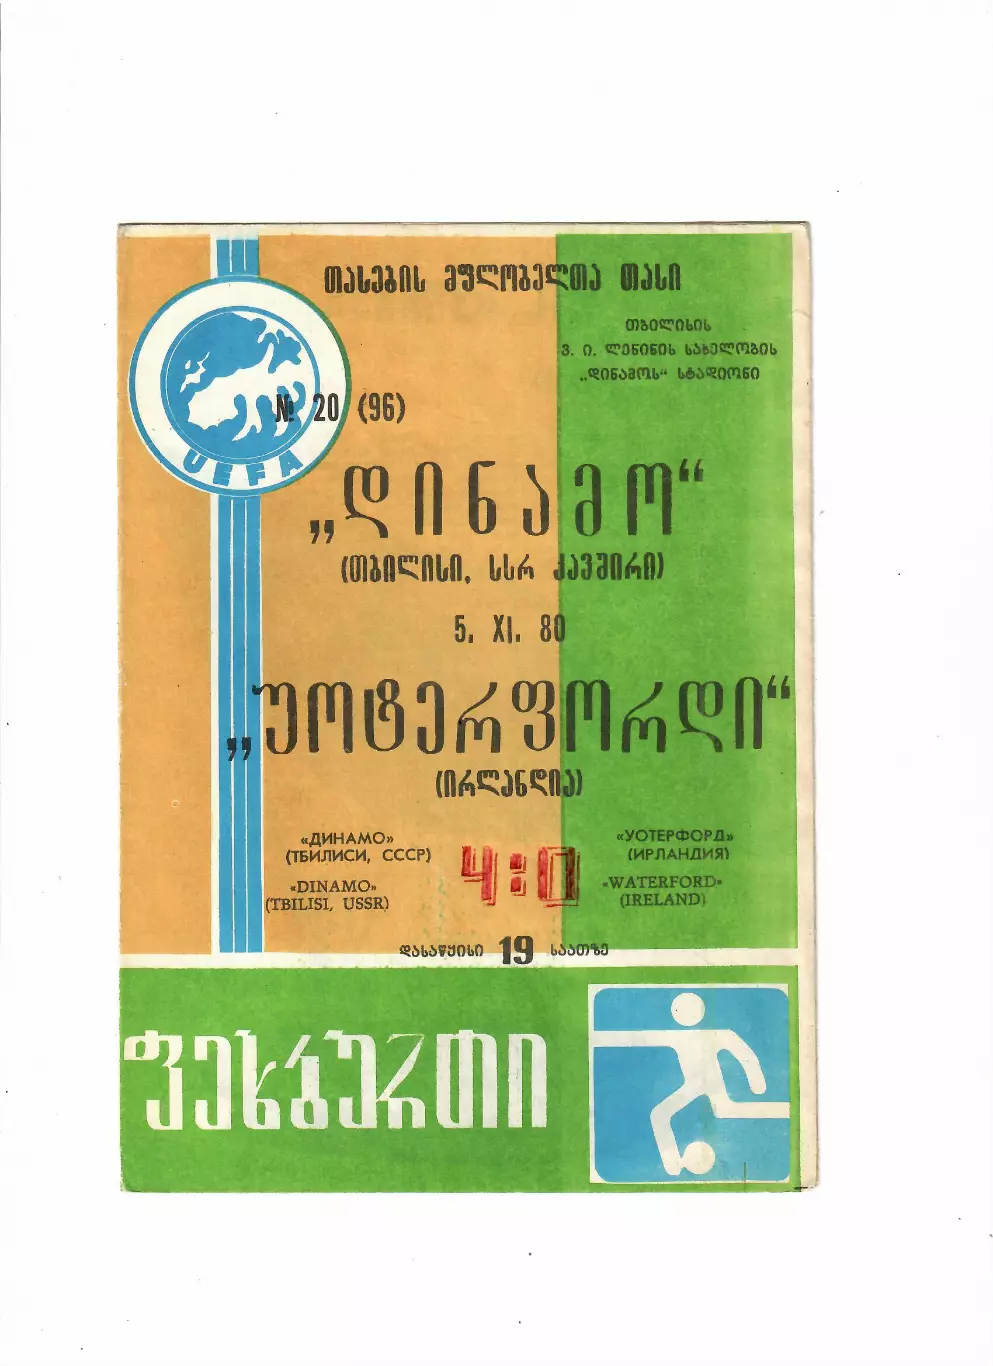 თასების მფლობელთა თასი
თბილისის
ვ. ი. ლენინის სახელობის
„დინამოს“ სტადიონი
№ 20 (96)
UEFA
„დინამო“
(თბილისი, სსრ კავშირი)
5. XI. 80
„უოტერფორდი“
(ირლანდია)
«ДИНАМО»
(ТБИЛИСИ, СССР)
«DINAMO»
(TBILISI, USSR)
4:0
«УОТЕРФОРД»
(ИРЛАНДИЯ)
«WATERFORD»
(IRELAND)
დასაწყისი 19 საათზე
ფეხბურთი